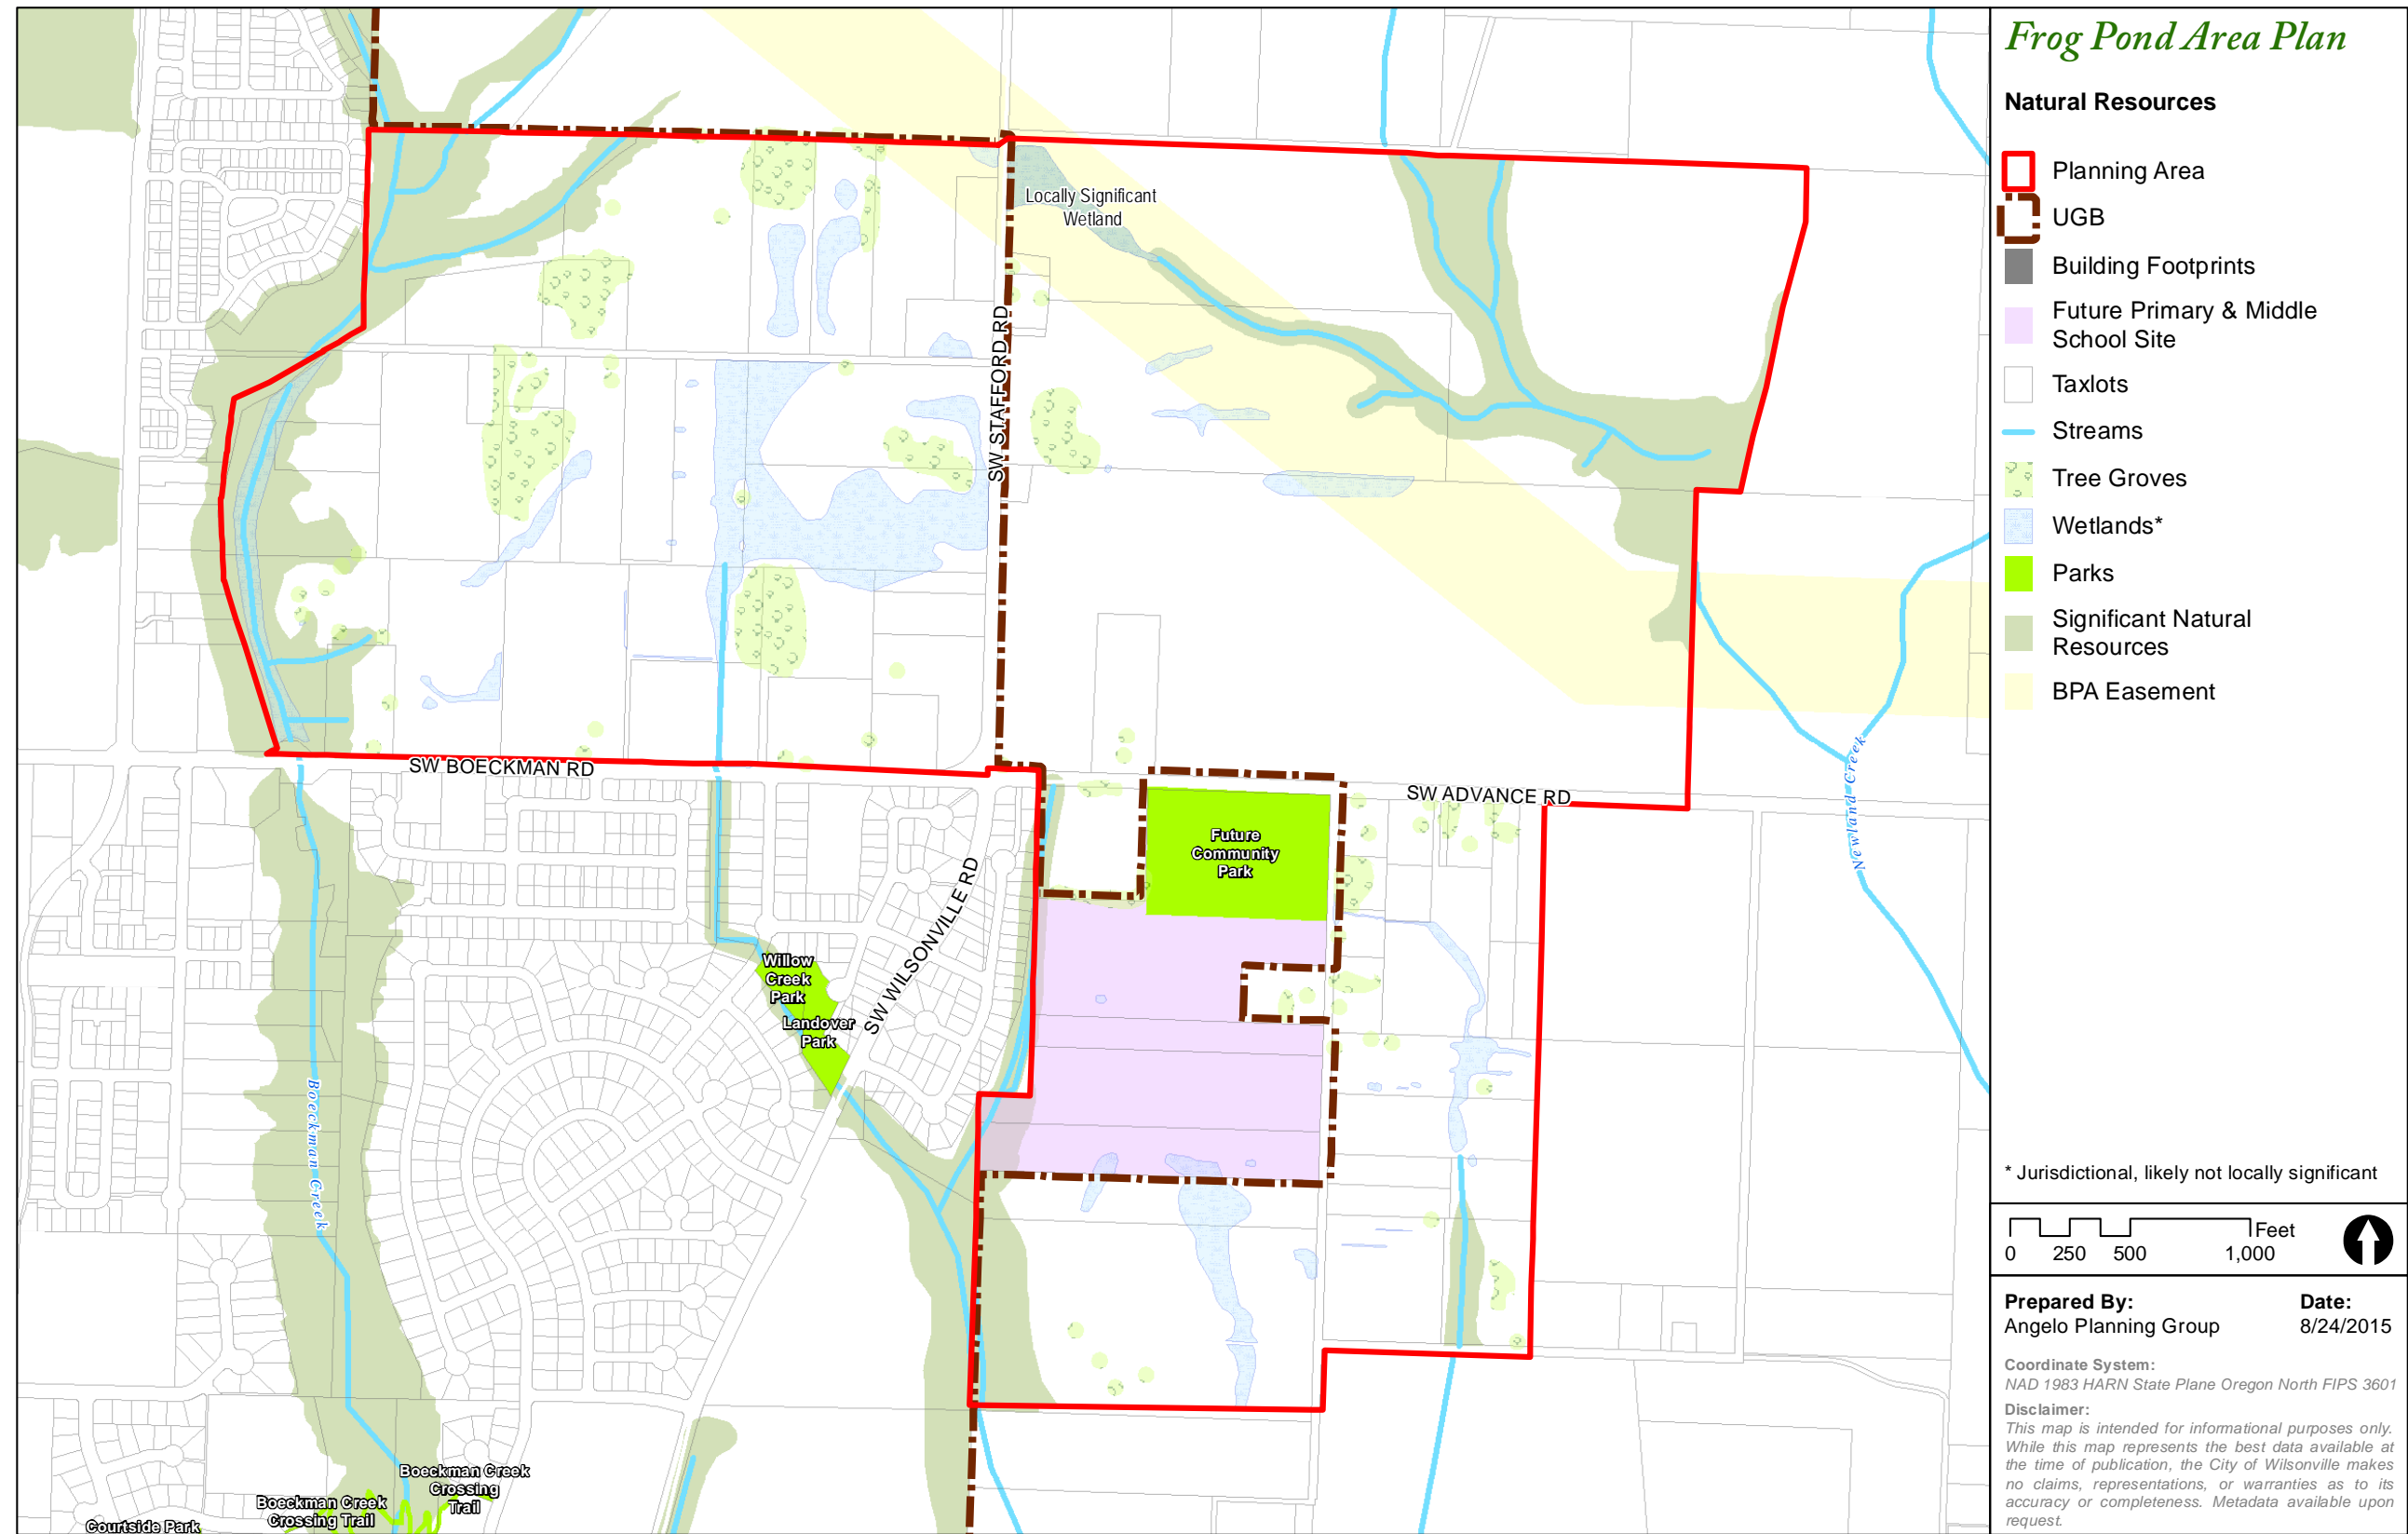 Frog Pond Area Plan
Natural Resources
Planning Area
UGB
Building Footprints
Future Primary & Middle
School Site
Taxlots
Streams
Tree Groves
Wetlands*
Parks
Significant Natural
Resources
BPA Easement
* Jurisdictional, likely not locally significant
Feet
0 250 500 1,000
Prepared By:
Angelo Planning Group
Date:
8/24/2015
Coordinate System:
NAD 1983 HARN State Plane Oregon North FIPS 3601
Disclaimer:
This map is intended for informational purposes only.
While this map represents the best data available at
the time of publication, the City of Wilsonville makes
no claims, representations, or warranties as to its
accuracy or completeness. Metadata available upon
request.
Locally Significant
Wetland
SW STAFFORD RD
SW BOECKMAN RD
SW ADVANCE RD
SW WILSONVILLE RD
Newland Creek
Future
Community
Park
Willow
Creek
Park
Landover
Park
Boeckman Creek
Boeckman Creek
Crossing
Trail
Boeckman Creek
Crossing Trail
Courtside Park